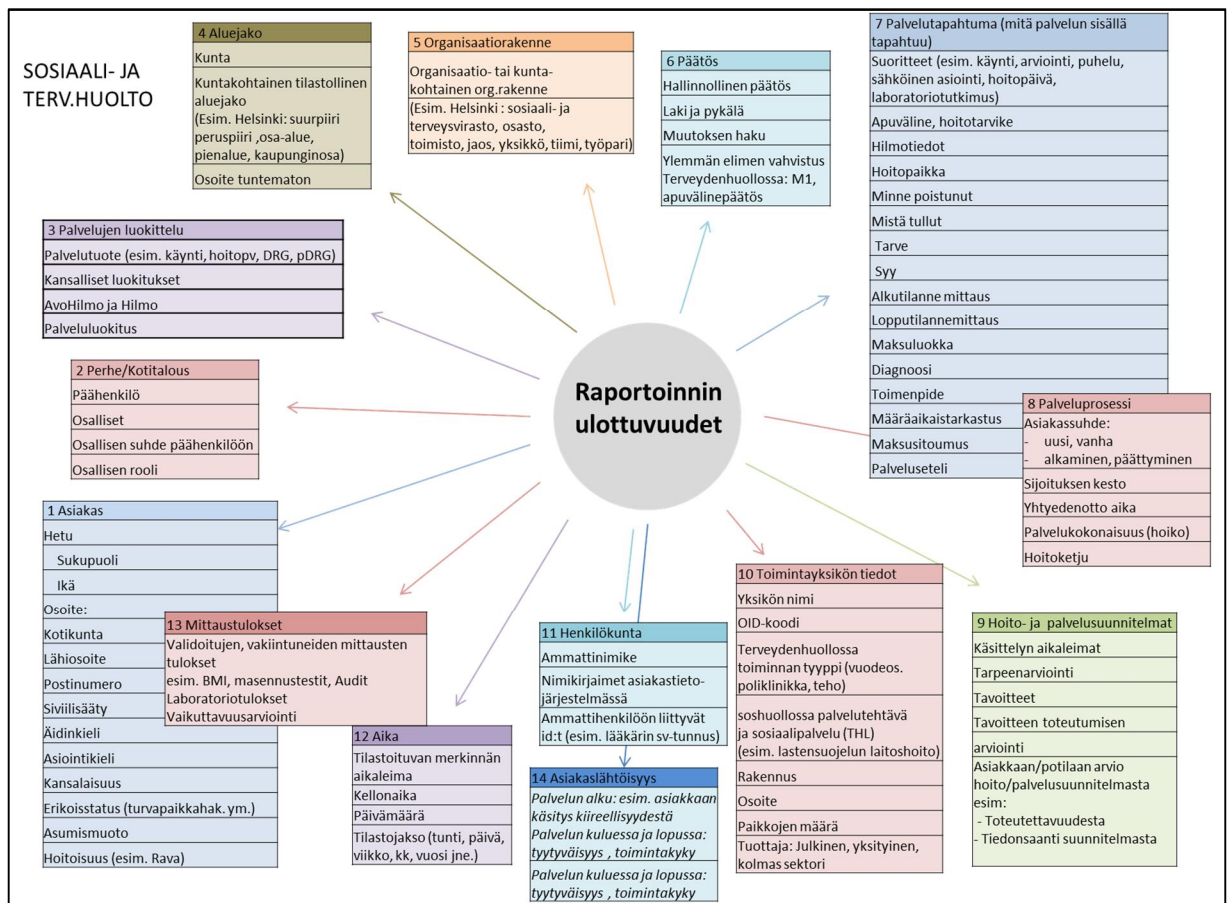 SOSIAALI- JA
TERV.HUOLTO
4 Aluejako
Kunta
Kuntakohtainen tilastollinen
aluejako
(Esim. Helsinki: suurpiiri
peruspiiri ,osa-alue,
pienalue, kaupunginosa)
Osoite tuntematon
5 Organisaatiorakenne
Organisaatio- tai kunta-
kohtainen org.rakenne
(Esim. Helsinki : sosiaali- ja
terveysvirasto, osasto,
toimisto, jaos, yksikkö, tiimi, työpari)
6 Päätös
Hallinnollinen päätös
Laki ja pykälä
Muutoksen haku
Ylemmän elimen vahvistus
Terveydenhuollossa: M1,
apuvälinepäätös
7 Palvelutapahtuma (mitä palvelun sisällä
tapahtuu)
Suoritteet (esim. käynti, arviointi, puhelu,
sähköinen asiointi, hoitopäivä,
laboratoriotutkimus)
Apuväline, hoitotarvike
Hilmotiedot
Hoitopaikka
Minne poistunut
Mistä tullut
Tarve
Syy
Alkutilanne mittaus
Lopputilannemittaus
Maksuluokka
Diagnoosi
Toimenpide
Määräaikaistarkastus
Maksusitoumus
Palveluseteli
3 Palvelujen luokittelu
Palvelutuote (esim. käynti, hoitopv, DRG, pDRG)
Kansalliset luokitukset
AvoHilmo ja Hilmo
Palveluluokitus
2 Perhe/Kotitalous
Päähenkilö
Osalliset
Osallisen suhde päähenkilöön
Osallisen rooli
Raportoinnin
ulottuvuudet
8 Palveluprosessi
Asiakassuhde:
- uusi, vanha
- alkaminen, päättyminen
Sijoituksen kesto
Yhtyedenotto aika
Palvelukokonaisuus (hoiko)
Hoitoketju
1 Asiakas
Hetu
Sukupuoli
Ikä
Osoite:
Kotikunta
Lähiosoite
Postinumero
Siviilisääty
Äidinkieli
Asiointikieli
Kansalaisuus
Erikoisstatus (turvapaikkahak. ym.)
Asumismuoto
Hoitoisuus (esim. Rava)
13 Mittaustulokset
Validoitujen, vakiintuneiden mittausten
tulokset
esim. BMI, masennustestit, Audit
Laboratoriotulokset
Vaikuttavuusarviointi
12 Aika
Tilastoituvan merkinnän
aikaleima
Kellonaika
Päivämäärä
Tilastojakso (tunti, päivä,
viikko, kk, vuosi jne.)
11 Henkilökunta
Ammattinimike
Nimikirjaimet asiakastieto-
järjestelmässä
Ammattihenkilöön liittyvät
id:t (esim. lääkärin sv-tunnus)
14 Asiakaslähtöisyys
Palvelun alku: esim. asiakkaan
käsitys kiireellisyydestä
Palvelun kuluessa ja lopussa:
tyytyväisyys , toimintakyky
Palvelun kuluessa ja lopussa:
tyytyväisyys , toimintakyky
10 Toimintayksikön tiedot
Yksikön nimi
OID-koodi
Terveydenhuollossa
toiminnan tyyppi (vuodeos.
poliklinikka, teho)
soshuollossa palvelutehtävä
ja sosiaalipalvelu (THL)
(esim. lastensuojelun laitoshoito)
Rakennus
Osoite
Paikkojen määrä
Tuottaja: Julkinen, yksityinen,
kolmas sektori
9 Hoito- ja palvelusuunnitelmat
Käsittelyn aikaleimat
Tarpeenarviointi
Tavoitteet
Tavoitteen toteutumisen
arviointi
Asiakkaan/potilaan arvio
hoito/palvelusuunnitelmasta
esim:
- Toteutettavuudesta
- Tiedonsaanti suunnitelmasta